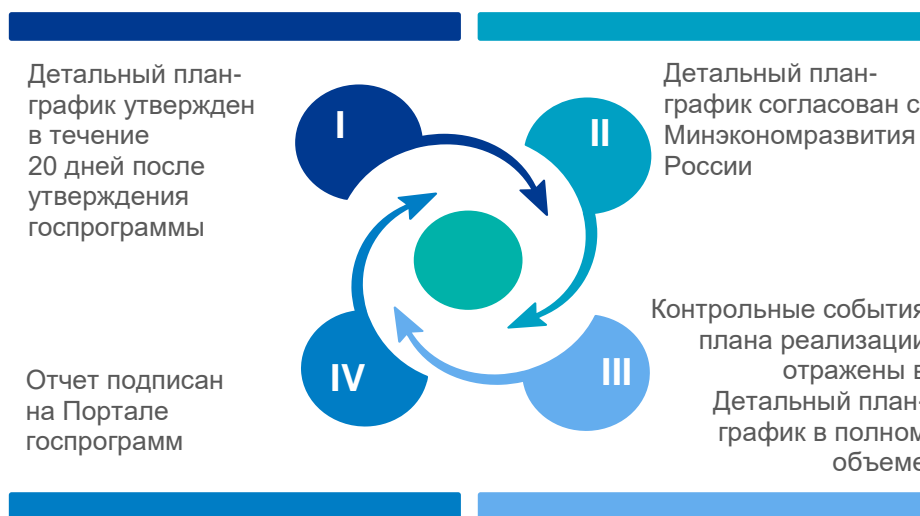 Детальный план-
график утвержден
в течение
20 дней после
утверждения
госпрограммы
I
II
Детальный план-
график согласован с
Минэкономразвития
России
Отчет подписан
на Портале
госпрограмм
IV
III
Контрольные события
плана реализации
отражены в
Детальный план-
график в полном
объеме